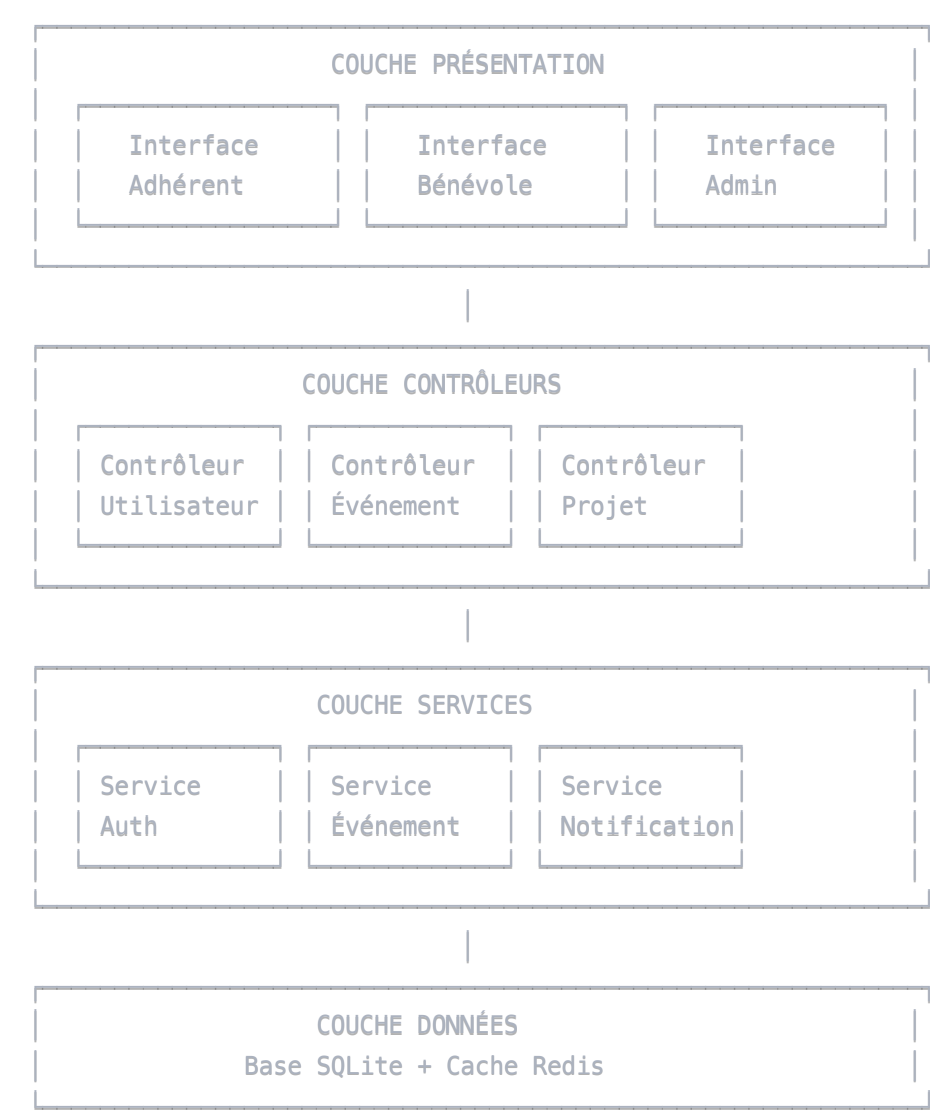 COUCHE PRÉSENTATION
Interface Interface Interface
Adhérent Bénévole Admin
COUCHE CONTRÔLEURS
Contrôleur Contrôleur Contrôleur
Utilisateur Événement Projet
COUCHE SERVICES
Service Service Service
Auth Événement Notification
COUCHE DONNÉES
Base SQLite + Cache Redis